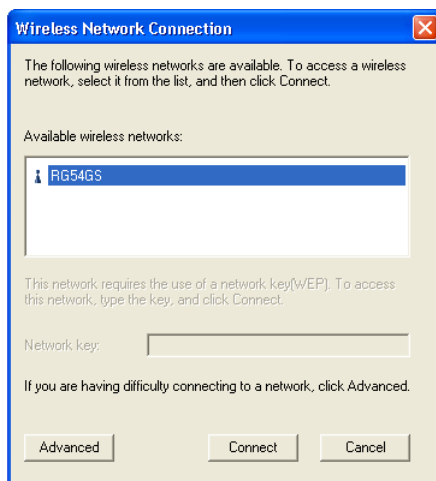 Wireless Network Connection
The following wireless networks are available. To access a wireless
network, select it from the list, and then click Connect.
Available wireless networks:
RG54GS
This network requires the use of a network key(WEP). To access
this network, type the key, and click Connect.
Network key:
If you are having difficulty connecting to a network, click Advanced.
Advanced
Connect
Cancel